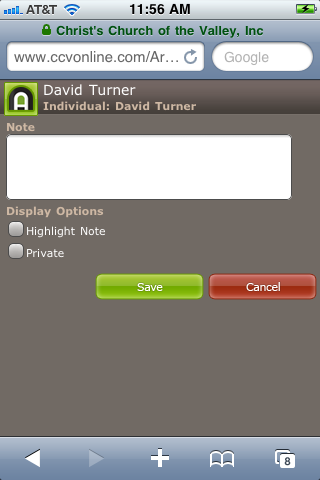 AT&T 11:56 AM
Christ's Church of the Valley, Inc
www.ccvonline.com/Ar... Google
David Turner
Individual: David Turner
Note
Display Options
Highlight Note
Private
Save Cancel
8